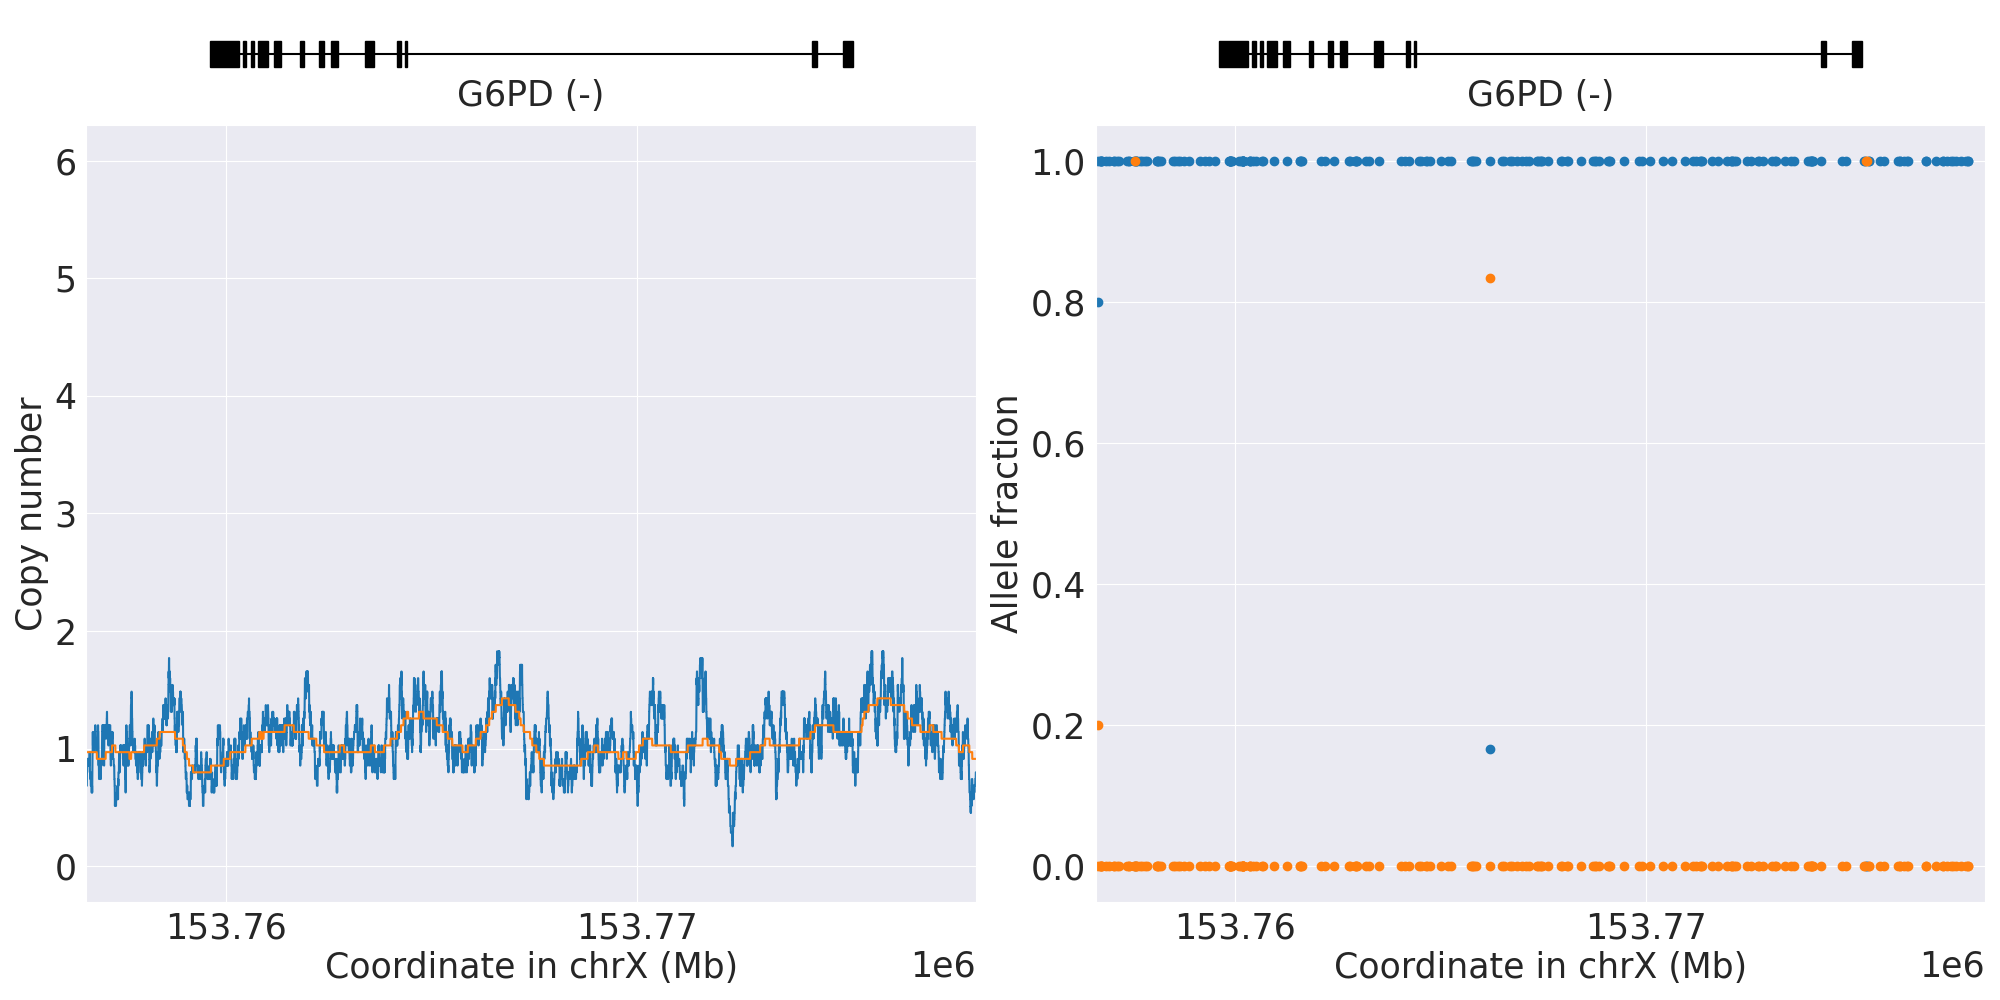 G6PD (-)
6
5
4
3
2
1
0
Copy number
153.76
153.77
Coordinate in chrX (Mb)
1e6
G6PD (-)
1.0
0.8
0.6
0.4
0.2
0.0
Allele fraction
153.76
153.77
Coordinate in chrX (Mb)
1e6